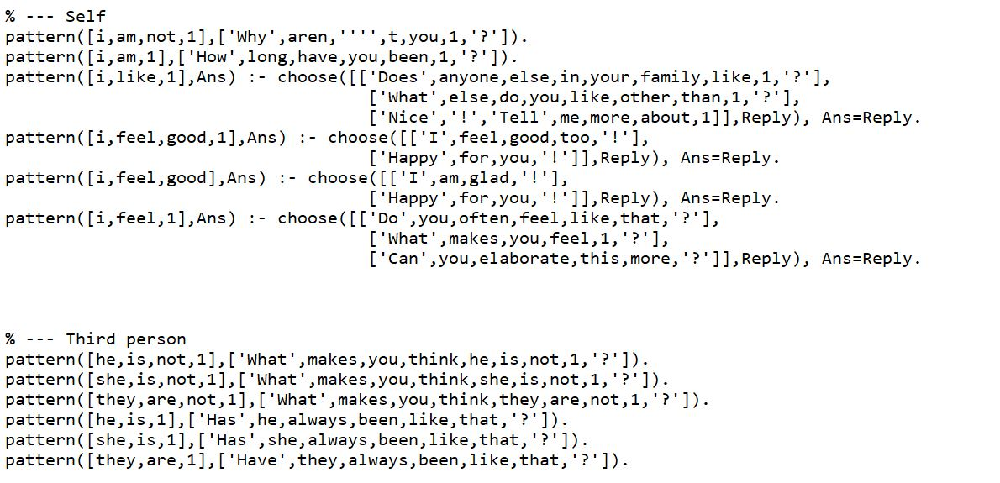 % --- Self
pattern([i,am,not,1],['Why',aren,'''',t,you,1,'?']).
pattern([i,am,1],['How',long,have,you,been,1,'?']).
pattern([i,like,1],Ans) :- choose([['Does',anyone,else,in,your,family,like,1,'?'],
['What',else,do,you,like,other,than,1,'?'],
['Nice','!','Tell',me,more,about,1]],Reply), Ans=Reply.
pattern([i,feel,good,1],Ans) :- choose([['I',feel,good,too,'!'],
['Happy',for,you,'!']],Reply), Ans=Reply.
pattern([i,feel,good],Ans) :- choose([['I',am,glad,'!'],
['Happy',for,you,'!']],Reply), Ans=Reply.
pattern([i,feel,1],Ans) :- choose([['Do',you,often,feel,like,that,'?'],
['What',makes,you,feel,1,'?'],
['Can',you,elaborate,this,more,'?']],Reply), Ans=Reply.
% --- Third person
pattern([he,is,not,1],['What',makes,you,think,he,is,not,1,'?']).
pattern([she,is,not,1],['What',makes,you,think,she,is,not,1,'?']).
pattern([they,are,not,1],['What',makes,you,think,they,are,not,1,'?']).
pattern([he,is,1],['Has',he,always,been,like,that,'?']).
pattern([she,is,1],['Has',she,always,been,like,that,'?']).
pattern([they,are,1],['Have',they,always,been,like,that,'?']).